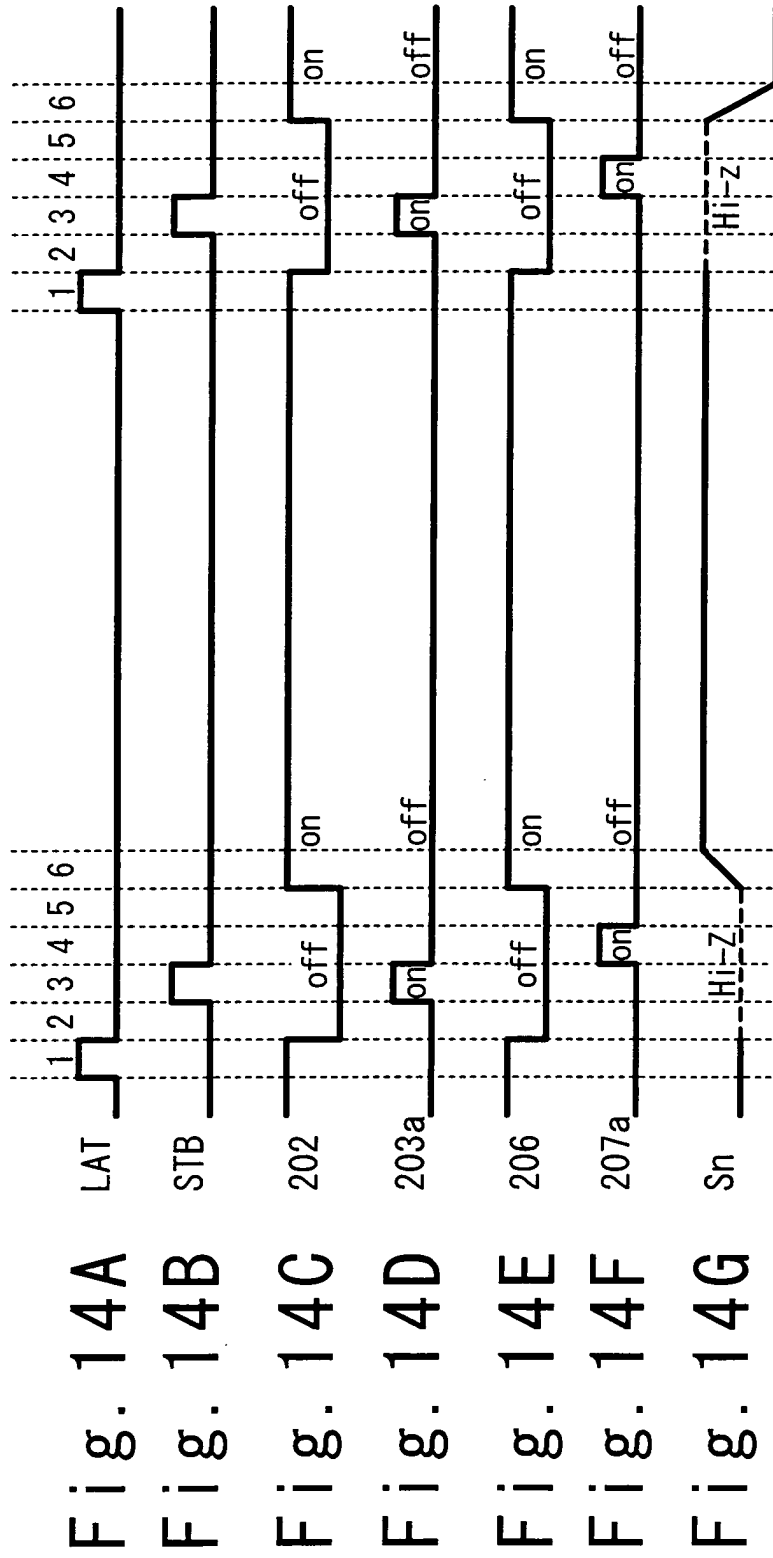 Fig. 14A LAT 1 2 3 4 5 6 1 2 3 4 5 6
Fig. 14B STB
Fig. 14C 202 off on off on
Fig. 14D 203a on off on off
Fig. 14E 206 off on off on
Fig. 14F 207a on off on off
Fig. 14G Sn Hi-Z Hi-z